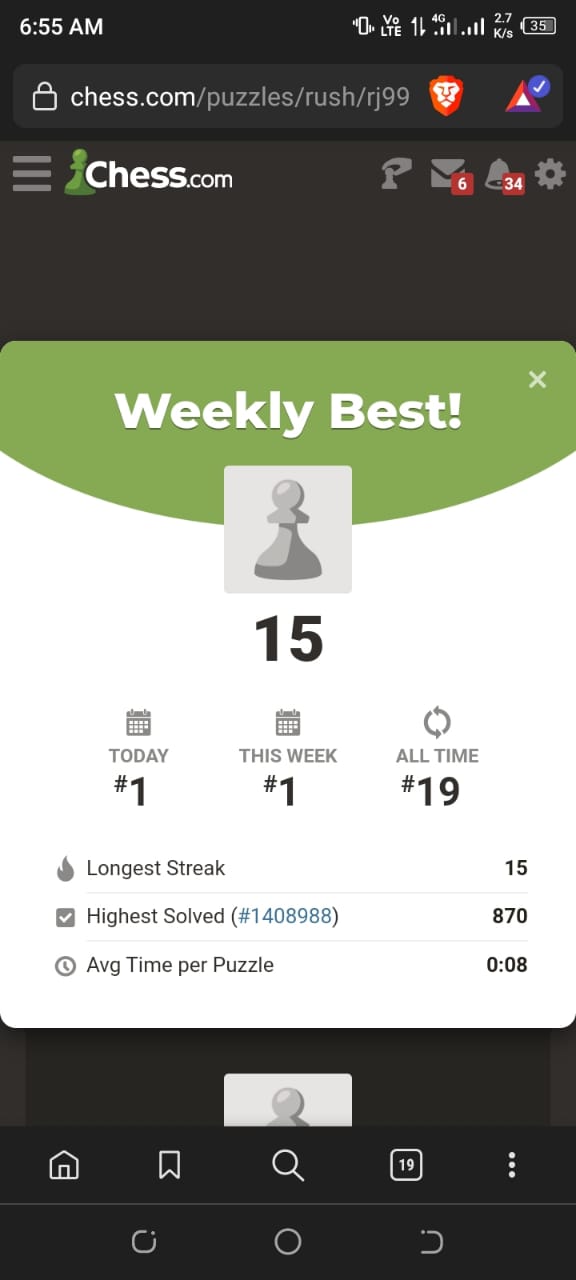 6:55 AM
Vo LTE 4G 2.7 K/s 35
chess.com/puzzles/rush/rj99
Chess.com
6 34
Weekly Best!
15
TODAY THIS WEEK ALL TIME
#1 #1 #19
Longest Streak 15
Highest Solved (#1408988) 870
Avg Time per Puzzle 0:08
19